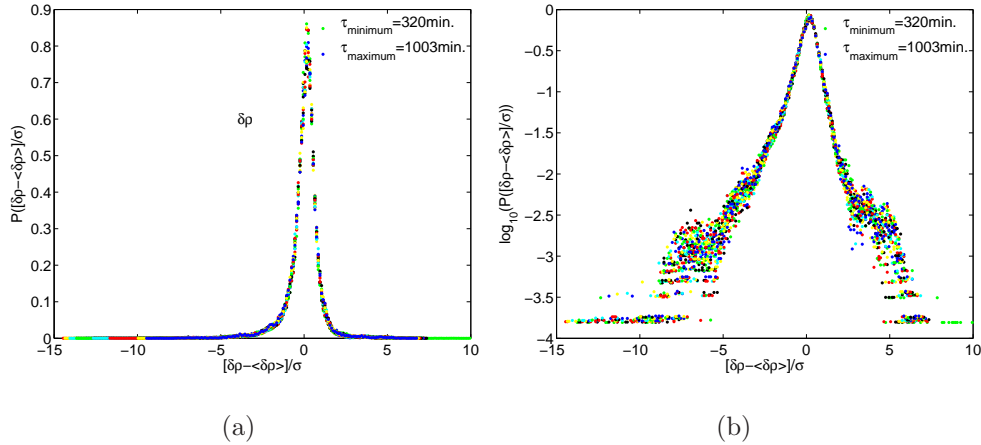 0.9
0.8
0.7
0.6
0.5
0.4
0.3
0.2
0.1
0
−15 −10 −5 0 5 10
P([δρ−<δρ>]/σ)
[δρ−<δρ>]/σ
τminimum=320min.
τmaximum=1003min.
δρ
(a)
−0
−0.5
−1
−1.5
−2
−2.5
−3
−3.5
−4
−15 −10 −5 0 5 10
log10(P([δρ−<δρ>]/σ))
[δρ−<δρ>]/σ
τminimum=320min.
τmaximum=1003min.
(b)